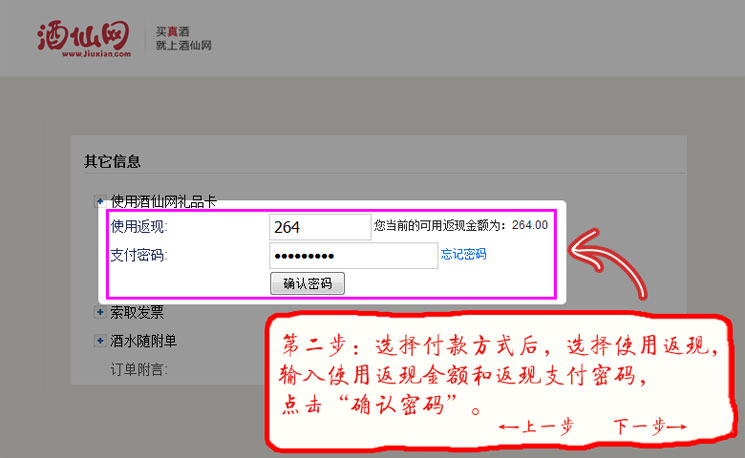 酒仙网
www.Jiuxian.com
买真酒
就上酒仙网
其它信息
使用酒仙网礼品卡
使用返现: 264 您当前的可用返现金额为：264.00
支付密码: ●●●●●●●●● 忘记密码
确认密码
索取发票
酒水随附单
订单附言:
第二步：选择付款方式后，选择使用返现，
输入使用返现金额和返现支付密码，
点击“确认密码”。
←上一步 下一步→